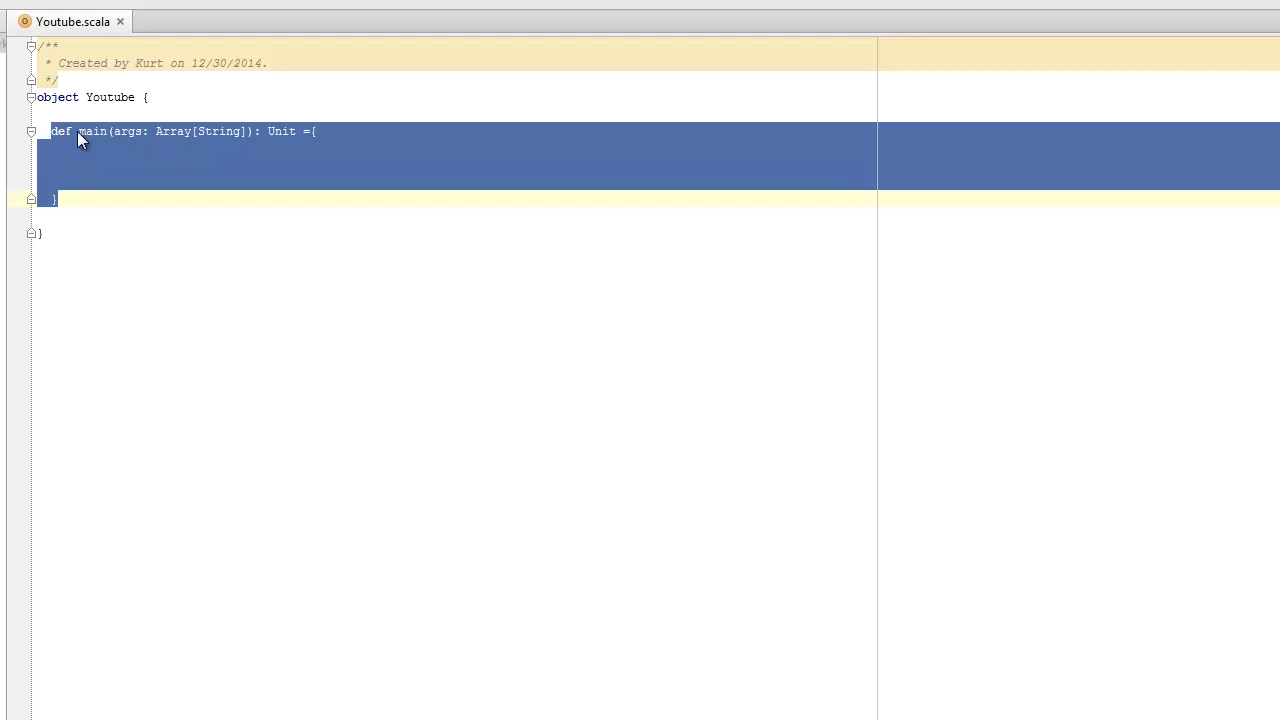 Youtube.scala
/**
 * Created by Kurt on 12/30/2014.
 */
object Youtube {
  def main(args: Array[String]): Unit ={
  }
}